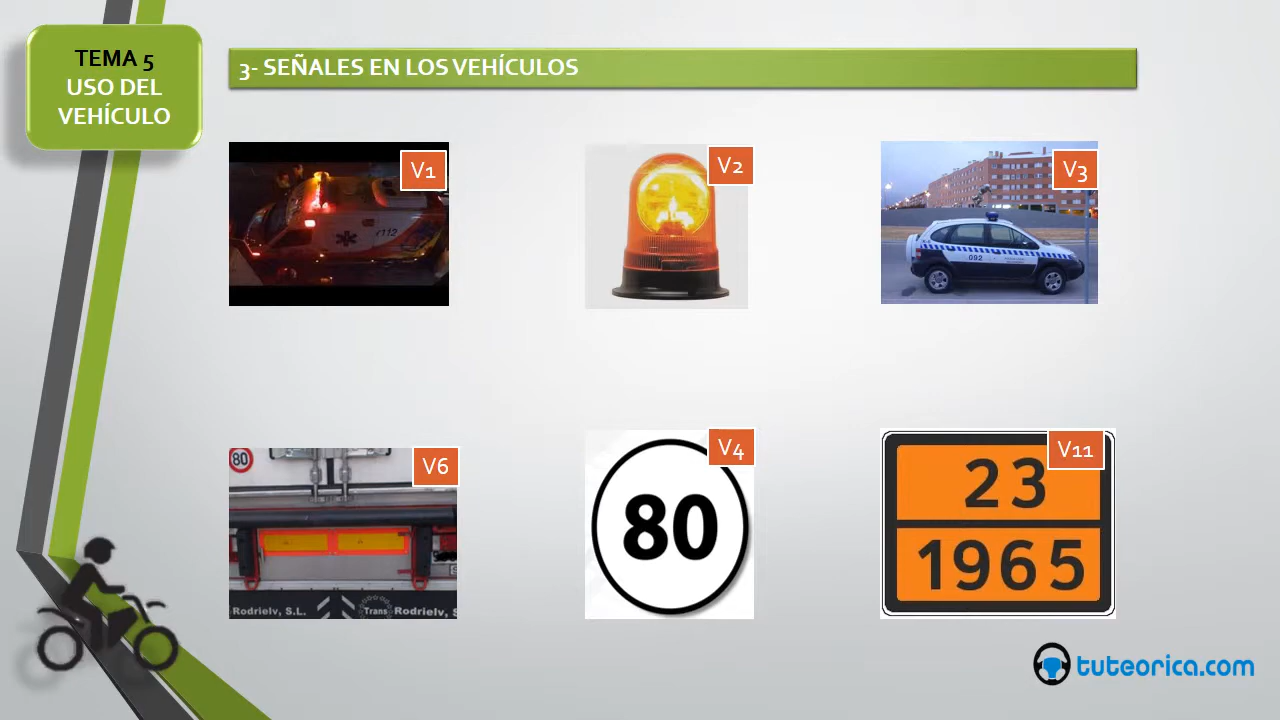 TEMA 5
USO DEL
VEHÍCULO
3- SEÑALES EN LOS VEHÍCULOS
V1
112
V2
V3
092
V6
80
Rodrielv, S.L.
Trans
Rodrielv, S.
V4
80
V11
23
1965
tuteorica.com